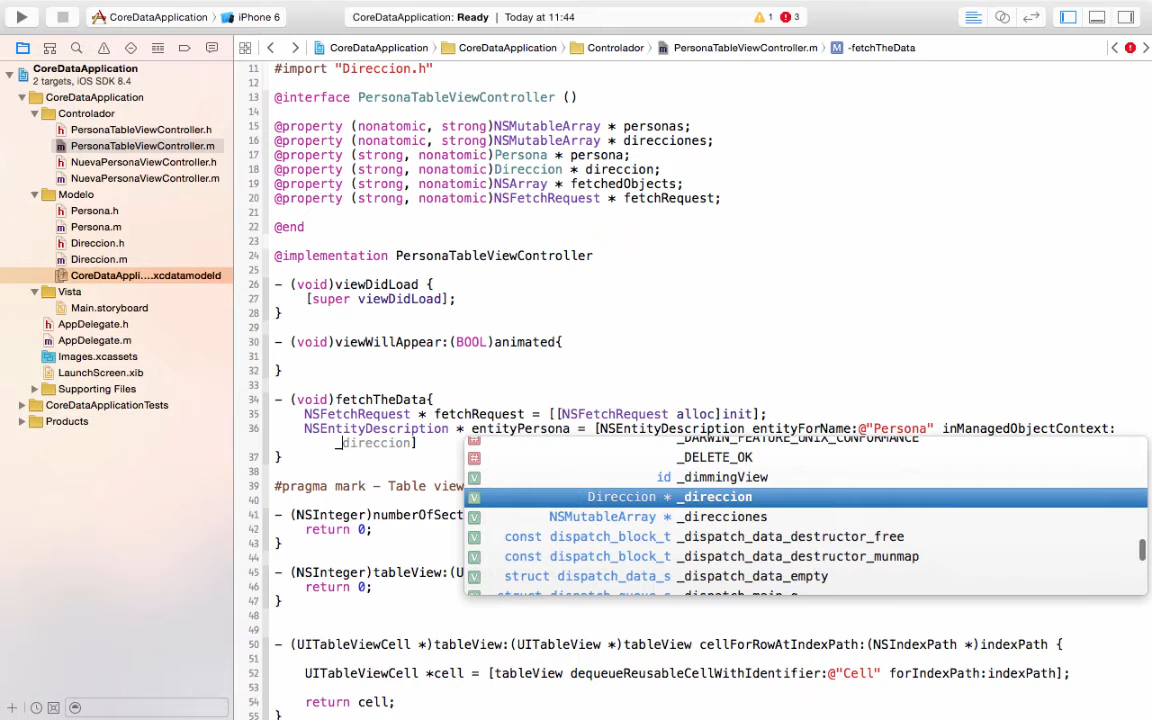 CoreDataApplication
iPhone 6
CoreDataApplication: Ready | Today at 11:44
1
3
CoreDataApplication
CoreDataApplication
Controlador
PersonaTableViewController.m
M -fetchTheData
CoreDataApplication
2 targets, iOS SDK 8.4
CoreDataApplication
Controlador
h PersonaTableViewController.h
m PersonaTableViewController.m
h NuevaPersonaViewController.h
m NuevaPersonaViewController.m
Modelo
h Persona.h
m Persona.m
h Direccion.h
m Direccion.m
CoreDataAppli....xcdatamodeld
Vista
Main.storyboard
h AppDelegate.h
m AppDelegate.m
Images.xcassets
LaunchScreen.xib
Supporting Files
CoreDataApplicationTests
Products
11 #import "Direccion.h"
12
13 @interface PersonaTableViewController ()
14
15 @property (nonatomic, strong)NSMutableArray * personas;
16 @property (nonatomic, strong)NSMutableArray * direcciones;
17 @property (strong, nonatomic)Persona * persona;
18 @property (strong, nonatomic)Direccion * direccion;
19 @property (strong, nonatomic)NSArray * fetchedObjects;
20 @property (strong, nonatomic)NSFetchRequest * fetchRequest;
21
22 @end
23
24 @implementation PersonaTableViewController
25
26 - (void)viewDidLoad {
27 [super viewDidLoad];
28 }
29
30 - (void)viewWillAppear:(BOOL)animated{
31
32 }
33
34 - (void)fetchTheData{
35 NSFetchRequest * fetchRequest = [[NSFetchRequest alloc]init];
36 NSEntityDescription * entityPersona = [NSEntityDescription entityForName:@"Persona" inManagedObjectContext:
_direccion]
37 }
38
39 #pragma mark - Table view
40
41 - (NSInteger)numberOfSect
42 return 0;
43 }
44
45 - (NSInteger)tableView:(U
46 return 0;
47 }
48
49
50 - (UITableViewCell *)tableView:(UITableView *)tableView cellForRowAtIndexPath:(NSIndexPath *)indexPath {
51
52 UITableViewCell *cell = [tableView dequeueReusableCellWithIdentifier:@"Cell" forIndexPath:indexPath];
53
54 return cell;
55 }
# _DARWIN_FEATURE_UNIX_CONFORMANCE
# _DELETE_OK
V id _dimmingView
V Direccion * _direccion
V NSMutableArray * _direcciones
V const dispatch_block_t _dispatch_data_destructor_free
V const dispatch_block_t _dispatch_data_destructor_munmap
V struct dispatch_data_s _dispatch_data_empty
V struct dispatch_queue_s _dispatch_main_q